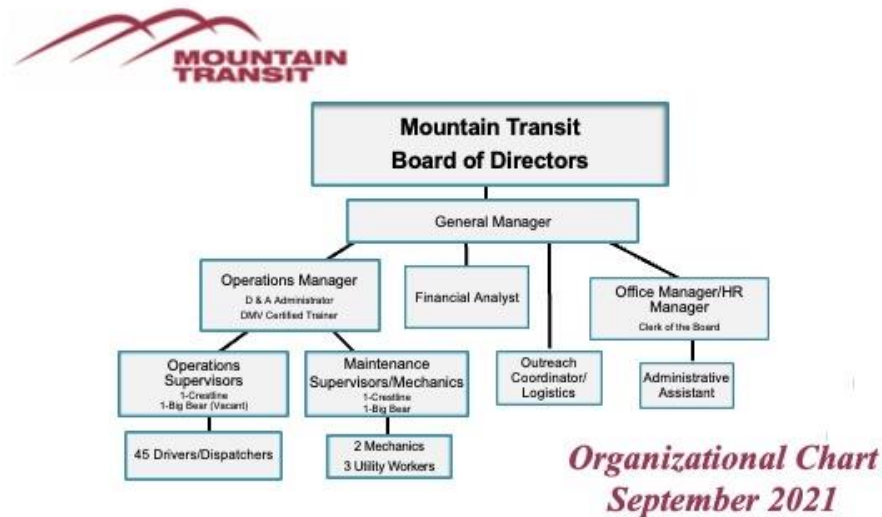 MOUNTAIN
TRANSIT
Mountain Transit
Board of Directors
General Manager
Operations Manager
D & A Administrator
DMV Certified Trainer
Financial Analyst
Office Manager/HR
Manager
Clerk of the Board
Operations
Supervisors
1-Crestline
1-Big Bear (Vacant)
Maintenance
Supervisors/Mechanics
1-Crestline
1-Big Bear
Outreach
Coordinator/
Logistics
Administrative
Assistant
45 Drivers/Dispatchers
2 Mechanics
3 Utility Workers
Organizational Chart
September 2021